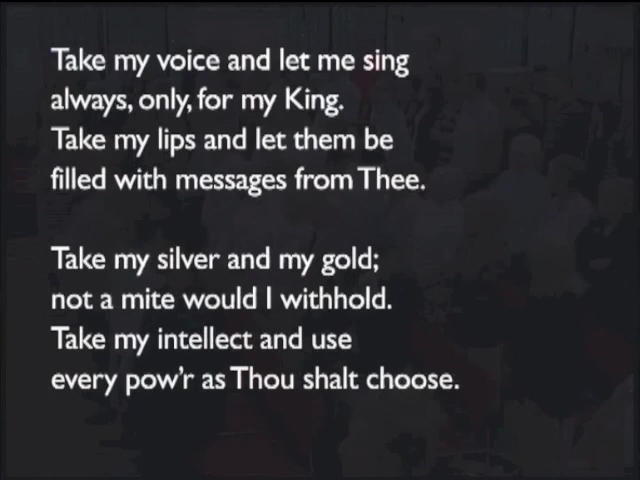 Take my voice and let me sing
always, only, for my King.
Take my lips and let them be
filled with messages from Thee.

Take my silver and my gold;
not a mite would I withhold.
Take my intellect and use
every pow'r as Thou shalt choose.